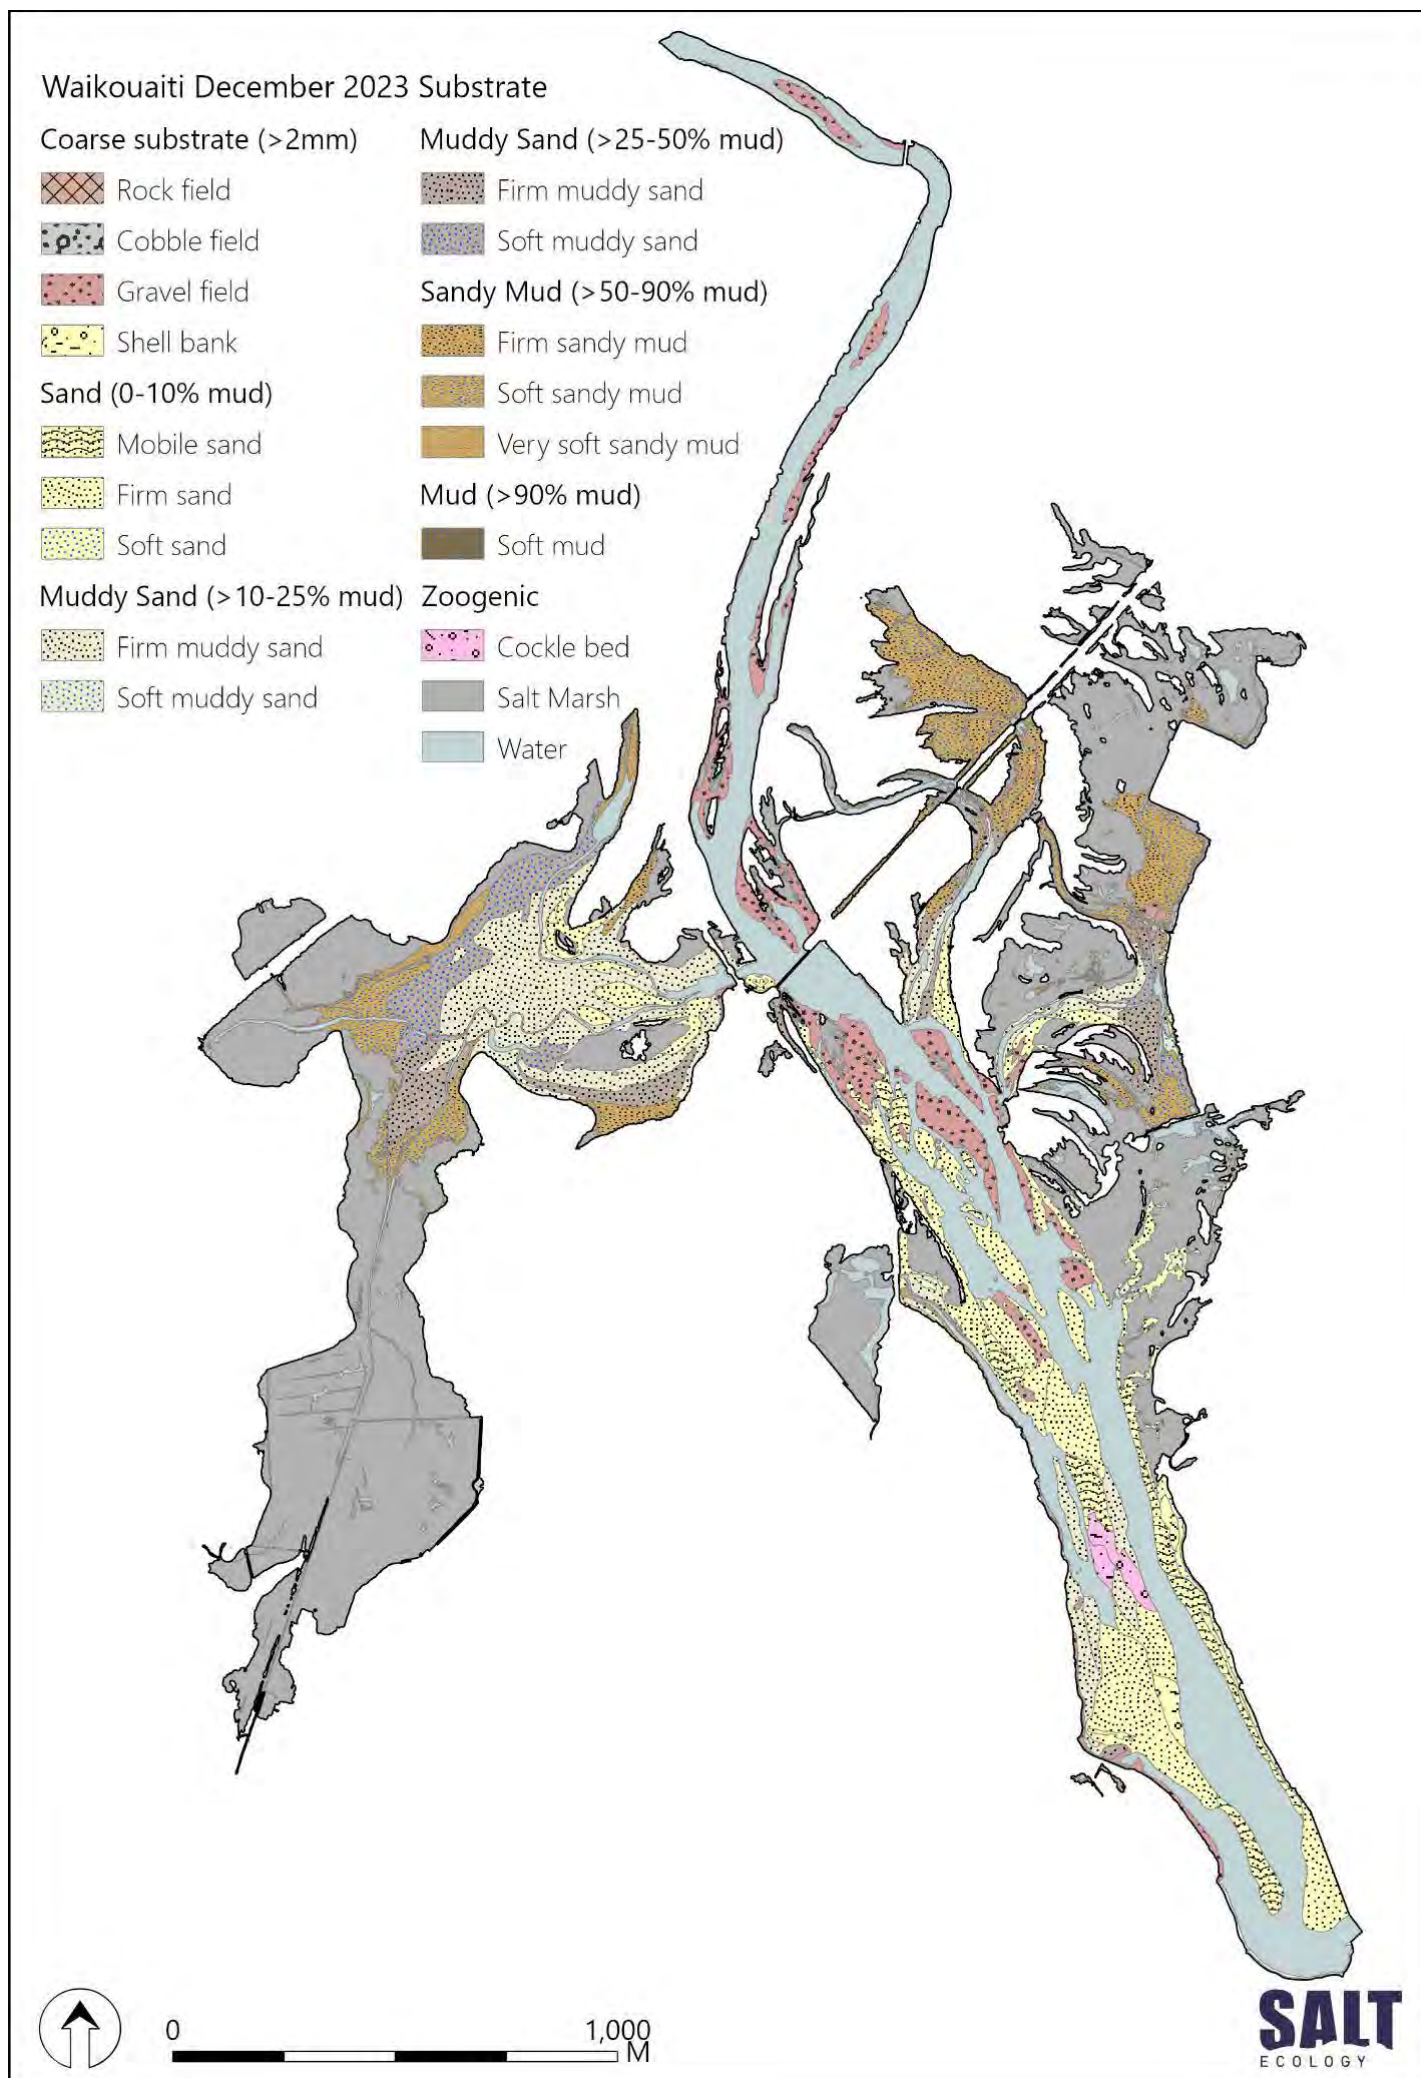 Waikouaiti December 2023 Substrate
Coarse substrate (>2mm)
Rock field
Cobble field
Gravel field
Shell bank
Sand (0-10% mud)
Mobile sand
Firm sand
Soft sand
Muddy Sand (>10-25% mud)
Firm muddy sand
Soft muddy sand
Muddy Sand (>25-50% mud)
Firm muddy sand
Soft muddy sand
Sandy Mud (>50-90% mud)
Firm sandy mud
Soft sandy mud
Very soft sandy mud
Mud (>90% mud)
Soft mud
Zoogenic
Cockle bed
Salt Marsh
Water
0 1,000
M
SALT
ECOLOGY